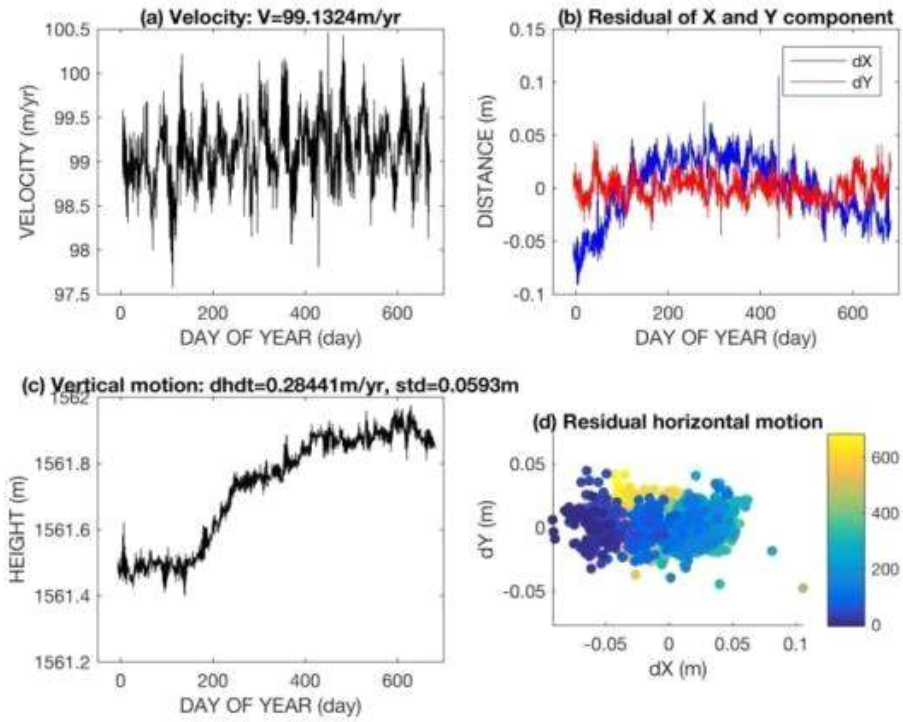 (a) Velocity: V=99.1324m/yr
100.5
100
99.5
99
98.5
98
97.5
VELOCITY (m/yr)
0 200 400 600
DAY OF YEAR (day)
(b) Residual of X and Y component
0.15
0.1
0.05
0
-0.05
-0.1
DISTANCE (m)
dX
dY
0 200 400 600
DAY OF YEAR (day)
(c) Vertical motion: dhdt=0.28441m/yr, std=0.0593m
1562
1561.8
1561.6
1561.4
1561.2
HEIGHT (m)
0 200 400 600
DAY OF YEAR (day)
(d) Residual horizontal motion
0.05
0
-0.05
dY (m)
-0.05 0 0.05 0.1
dX (m)
600
400
200
0